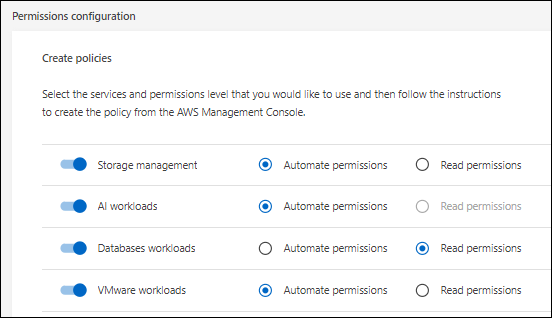 Permissions configuration
Create policies
Select the services and permissions level that you would like to use and then follow the instructions
to create the policy from the AWS Management Console.
Storage management Automate permissions Read permissions
AI workloads Automate permissions Read permissions
Databases workloads Automate permissions Read permissions
VMware workloads Automate permissions Read permissions